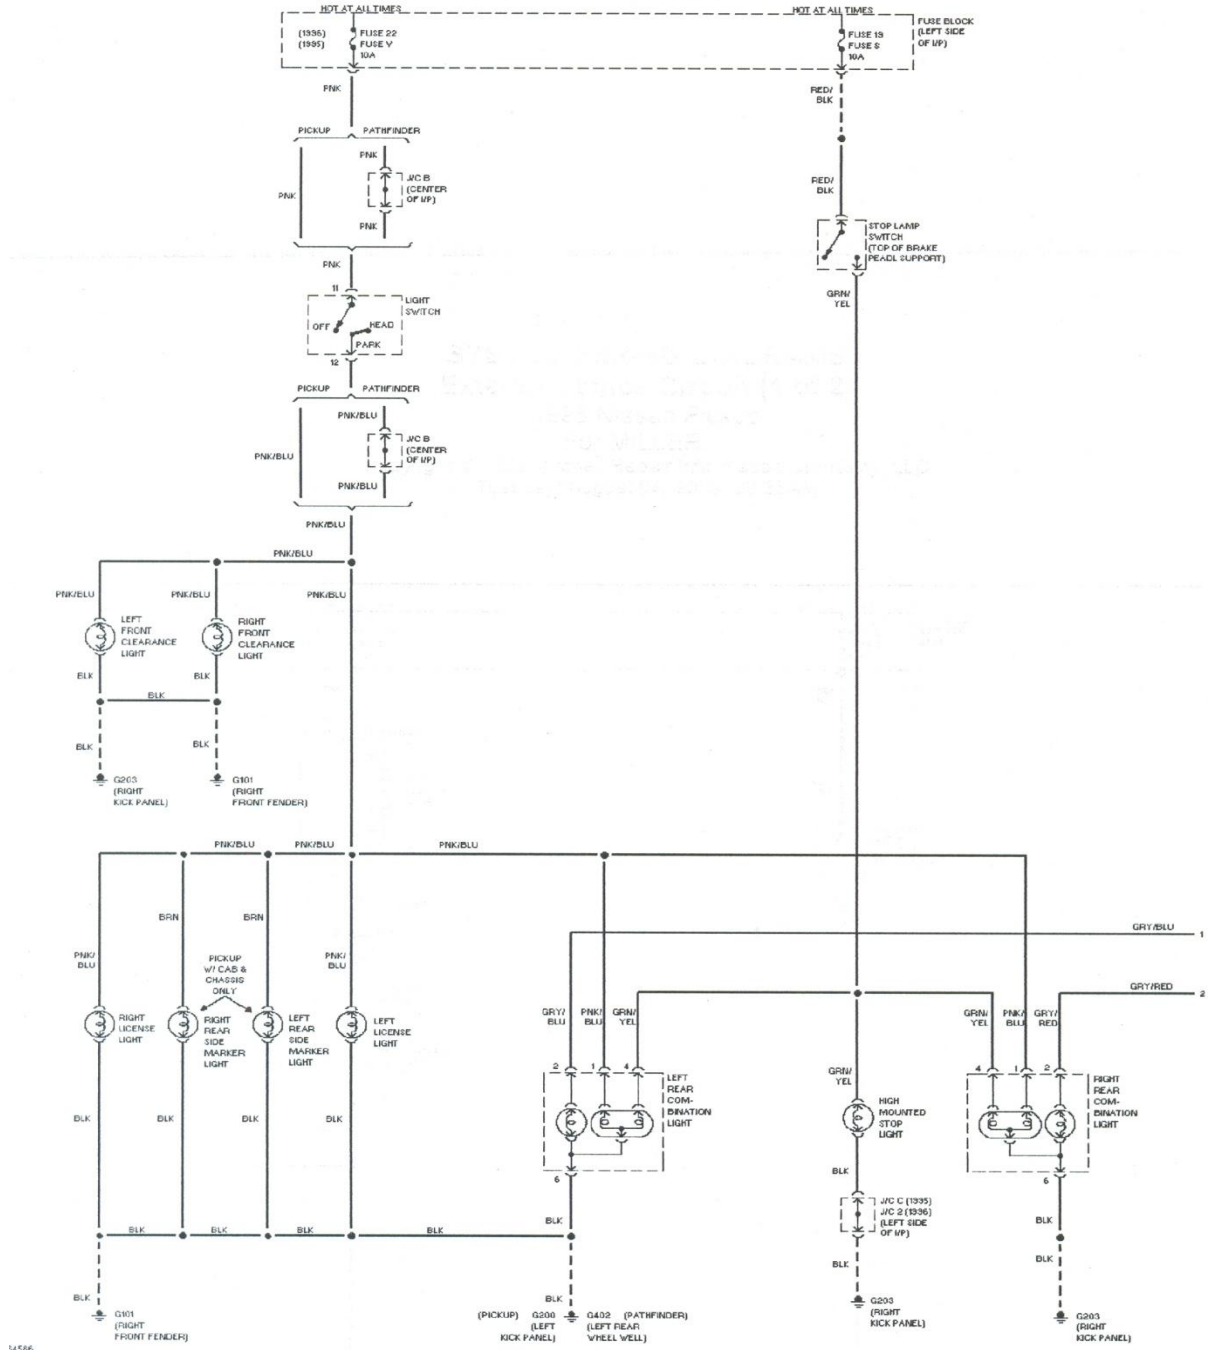 HOT AT ALL TIMES
HOT AT ALL TIMES
(1996)
(1995)
FUSE 22
FUSE V
10A
FUSE 19
FUSE S
10A
FUSE BLOCK
(LEFT SIDE
OF I/P)
PNK
RED/
BLK
PICKUP
PATHFINDER
PNK
PNK
J/C B
(CENTER
OF I/P)
PNK
RED/
BLK
STOP LAMP
SWITCH
(TOP OF BRAKE
PEADL SUPPORT)
PNK
11
LIGHT
SWITCH
OFF
HEAD
PARK
12
GRN/
YEL
PICKUP
PATHFINDER
PNK/BLU
PNK/BLU
J/C B
(CENTER
OF I/P)
PNK/BLU
PNK/BLU
PNK/BLU
PNK/BLU
PNK/BLU
PNK/BLU
LEFT
FRONT
CLEARANCE
LIGHT
RIGHT
FRONT
CLEARANCE
LIGHT
BLK
BLK
BLK
BLK
BLK
G203
(RIGHT
KICK PANEL)
G101
(RIGHT
FRONT FENDER)
PNK/BLU
PNK/BLU
PNK/BLU
BRN
BRN
PNK/
BLU
PICKUP
W/ CAB &
CHASSIS
ONLY
PNK/
BLU
GRY/BLU
1
GRY/RED
2
RIGHT
LICENSE
LIGHT
RIGHT
REAR
SIDE
MARKER
LIGHT
LEFT
REAR
SIDE
MARKER
LIGHT
LEFT
LICENSE
LIGHT
GRY/
BLU
PNK/
BLU
GRN/
YEL
GRN/
YEL
PNK/
BLU
GRY/
RED
2
1
4
LEFT
REAR
COM-
BINATION
LIGHT
6
GRN/
YEL
HIGH
MOUNTED
STOP
LIGHT
4
1
2
RIGHT
REAR
COM-
BINATION
LIGHT
6
BLK
BLK
BLK
BLK
BLK
J/C C (1995)
J/C 2 (1996)
(LEFT SIDE
OF I/P)
BLK
BLK
BLK
BLK
BLK
BLK
BLK
BLK
BLK
BLK
BLK
G101
(RIGHT
FRONT FENDER)
(PICKUP) G200
(LEFT
KICK PANEL)
G402 (PATHFINDER)
(LEFT REAR
WHEEL WELL)
G203
(RIGHT
KICK PANEL)
G203
(RIGHT
KICK PANEL)